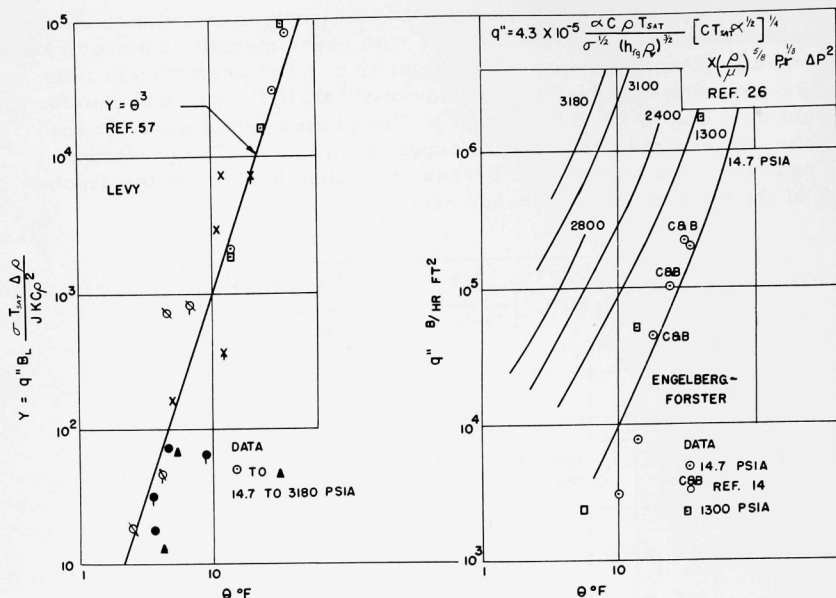 10^5
10^4
10^3
10^2
10
Y = q" B_L σ T_SAT Δρ / J K C ρ^2
Y = θ^3
REF. 57
LEVY
DATA
⊙ TO ▲
14.7 TO 3180 PSIA
1
10
θ °F
q" = 4.3 X 10^-5 α C ρ T_SAT / σ^1/2 (h_fg ρ)^3/2 [CT_SAT α^1/2]^1/4
X(ρ/μ)^5/8 Pr^1/3 ΔP^2
REF. 26
3180
3100
2400
1300
14.7 PSIA
2800
C&B
C&B
C&B
ENGELBERG-
FORSTER
10^6
10^5
10^4
10^3
q" B/HR FT^2
DATA
⊙ 14.7 PSIA
C&B REF. 14
⊡ 1300 PSIA
1
10
θ °F